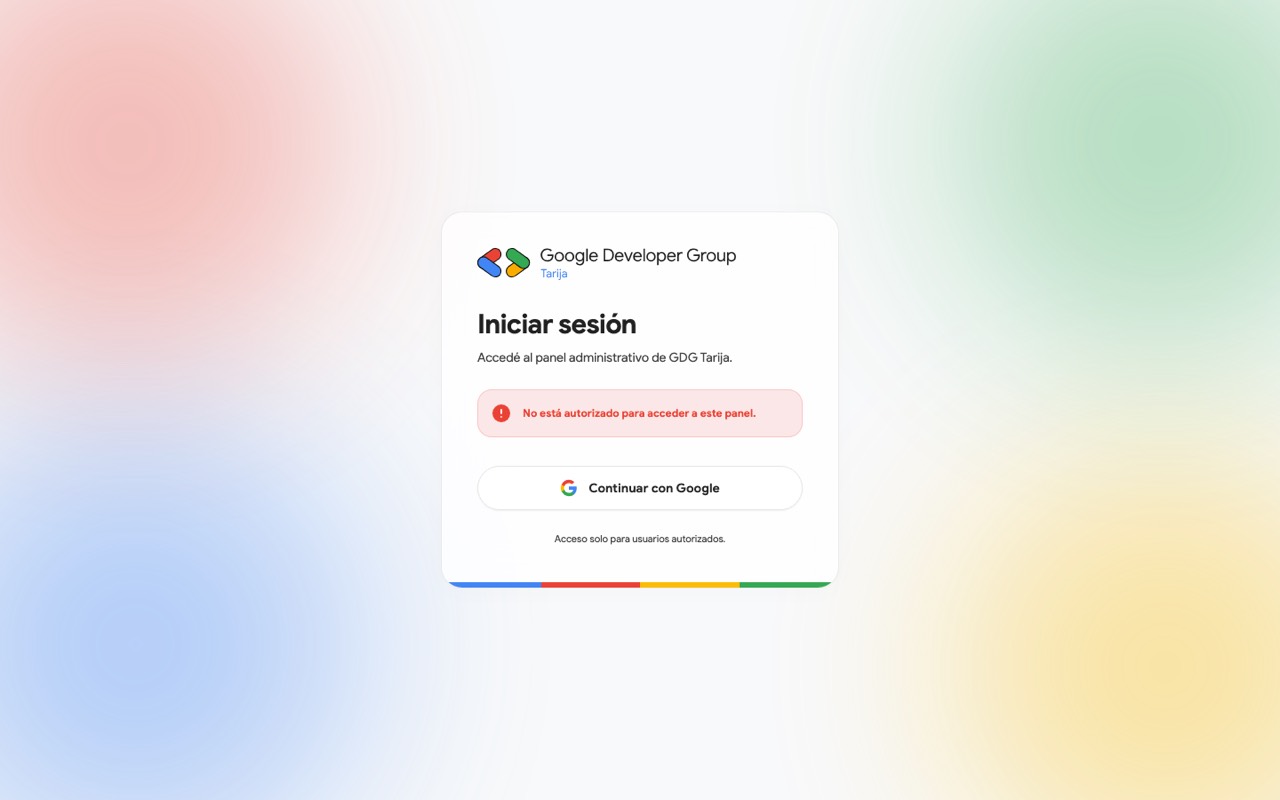 Google Developer Group
Tarija
Iniciar sesión
Accedé al panel administrativo de GDG Tarija.
No está autorizado para acceder a este panel.
Continuar con Google
Acceso solo para usuarios autorizados.